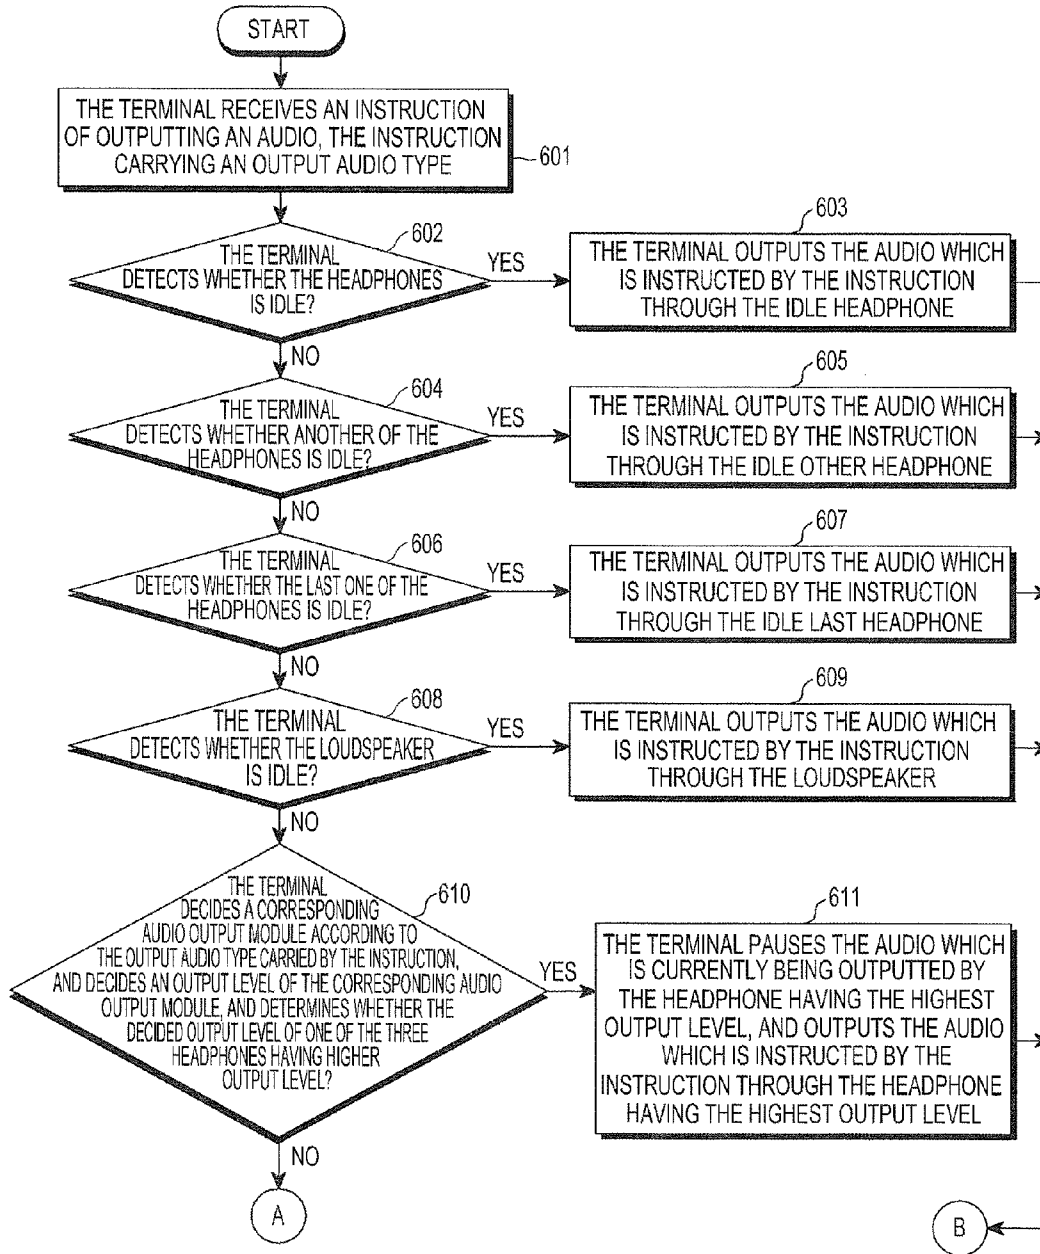 START
THE TERMINAL RECEIVES AN INSTRUCTION
OF OUTPUTTING AN AUDIO, THE INSTRUCTION
CARRYING AN OUTPUT AUDIO TYPE
601
602
THE TERMINAL
DETECTS WHETHER THE HEADPHONES
IS IDLE?
YES
NO
603
THE TERMINAL OUTPUTS THE AUDIO WHICH
IS INSTRUCTED BY THE INSTRUCTION
THROUGH THE IDLE HEADPHONE
604
THE TERMINAL
DETECTS WHETHER ANOTHER OF THE
HEADPHONES IS IDLE?
YES
NO
605
THE TERMINAL OUTPUTS THE AUDIO WHICH
IS INSTRUCTED BY THE INSTRUCTION
THROUGH THE IDLE OTHER HEADPHONE
606
THE TERMINAL
DETECTS WHETHER THE LAST ONE OF THE
HEADPHONES IS IDLE?
YES
NO
607
THE TERMINAL OUTPUTS THE AUDIO WHICH
IS INSTRUCTED BY THE INSTRUCTION
THROUGH THE IDLE LAST HEADPHONE
608
THE TERMINAL
DETECTS WHETHER THE LOUDSPEAKER
IS IDLE?
YES
NO
609
THE TERMINAL OUTPUTS THE AUDIO WHICH
IS INSTRUCTED BY THE INSTRUCTION
THROUGH THE LOUDSPEAKER
610
THE TERMINAL
DECIDES A CORRESPONDING
AUDIO OUTPUT MODULE ACCORDING TO
THE OUTPUT AUDIO TYPE CARRIED BY THE INSTRUCTION,
AND DECIDES AN OUTPUT LEVEL OF THE CORRESPONDING AUDIO
OUTPUT MODULE, AND DETERMINES WHETHER THE
DECIDED OUTPUT LEVEL OF ONE OF THE THREE
HEADPHONES HAVING HIGHER
OUTPUT LEVEL?
YES
NO
611
THE TERMINAL PAUSES THE AUDIO WHICH
IS CURRENTLY BEING OUTPUTTED BY
THE HEADPHONE HAVING THE HIGHEST
OUTPUT LEVEL, AND OUTPUTS THE AUDIO
WHICH IS INSTRUCTED BY THE
INSTRUCTION THROUGH THE HEADPHONE
HAVING THE HIGHEST OUTPUT LEVEL
A
B